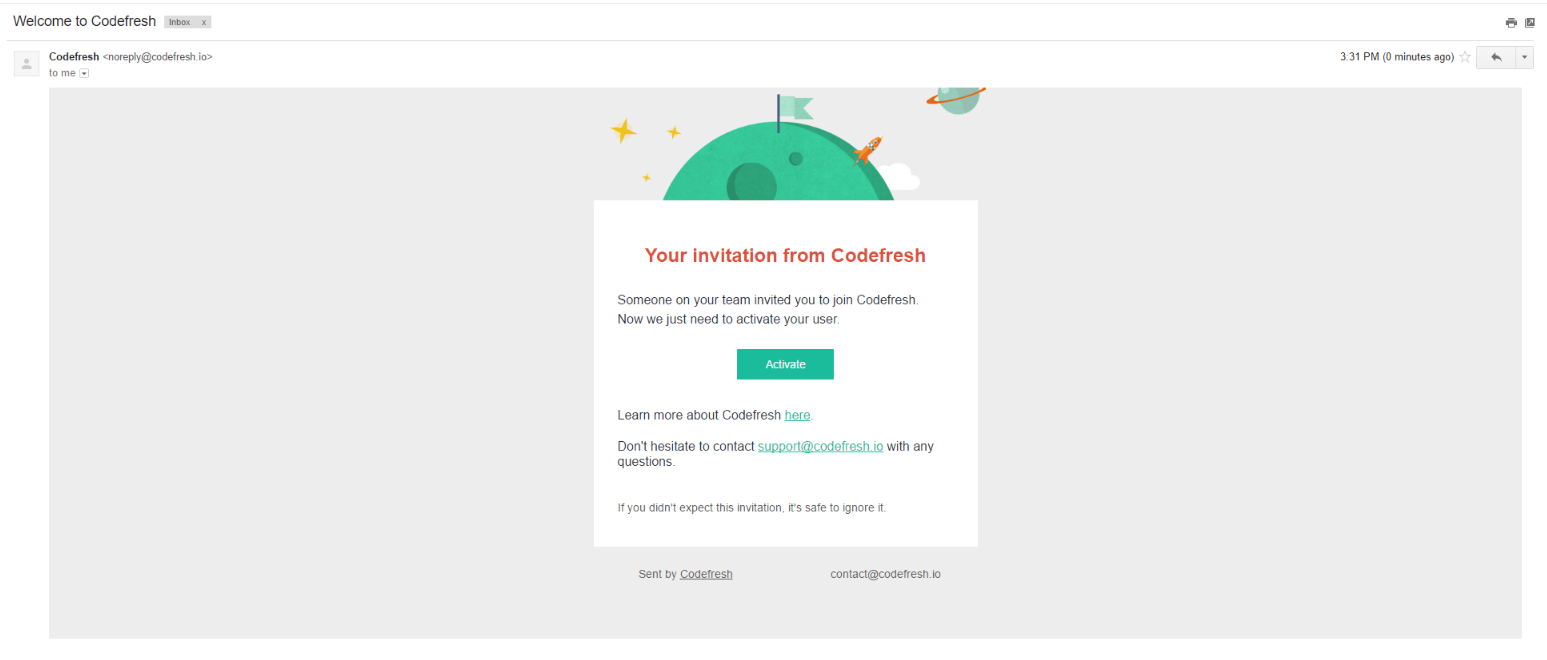 Welcome to Codefresh Inbox x
Codefresh <noreply@codefresh.io>
3:31 PM (0 minutes ago)
to me
Your invitation from Codefresh
Someone on your team invited you to join Codefresh.
Now we just need to activate your user.
Activate
Learn more about Codefresh here.
Don't hesitate to contact support@codefresh.io with any
questions.
If you didn't expect this invitation, it's safe to ignore it.
Sent by Codefresh
contact@codefresh.io